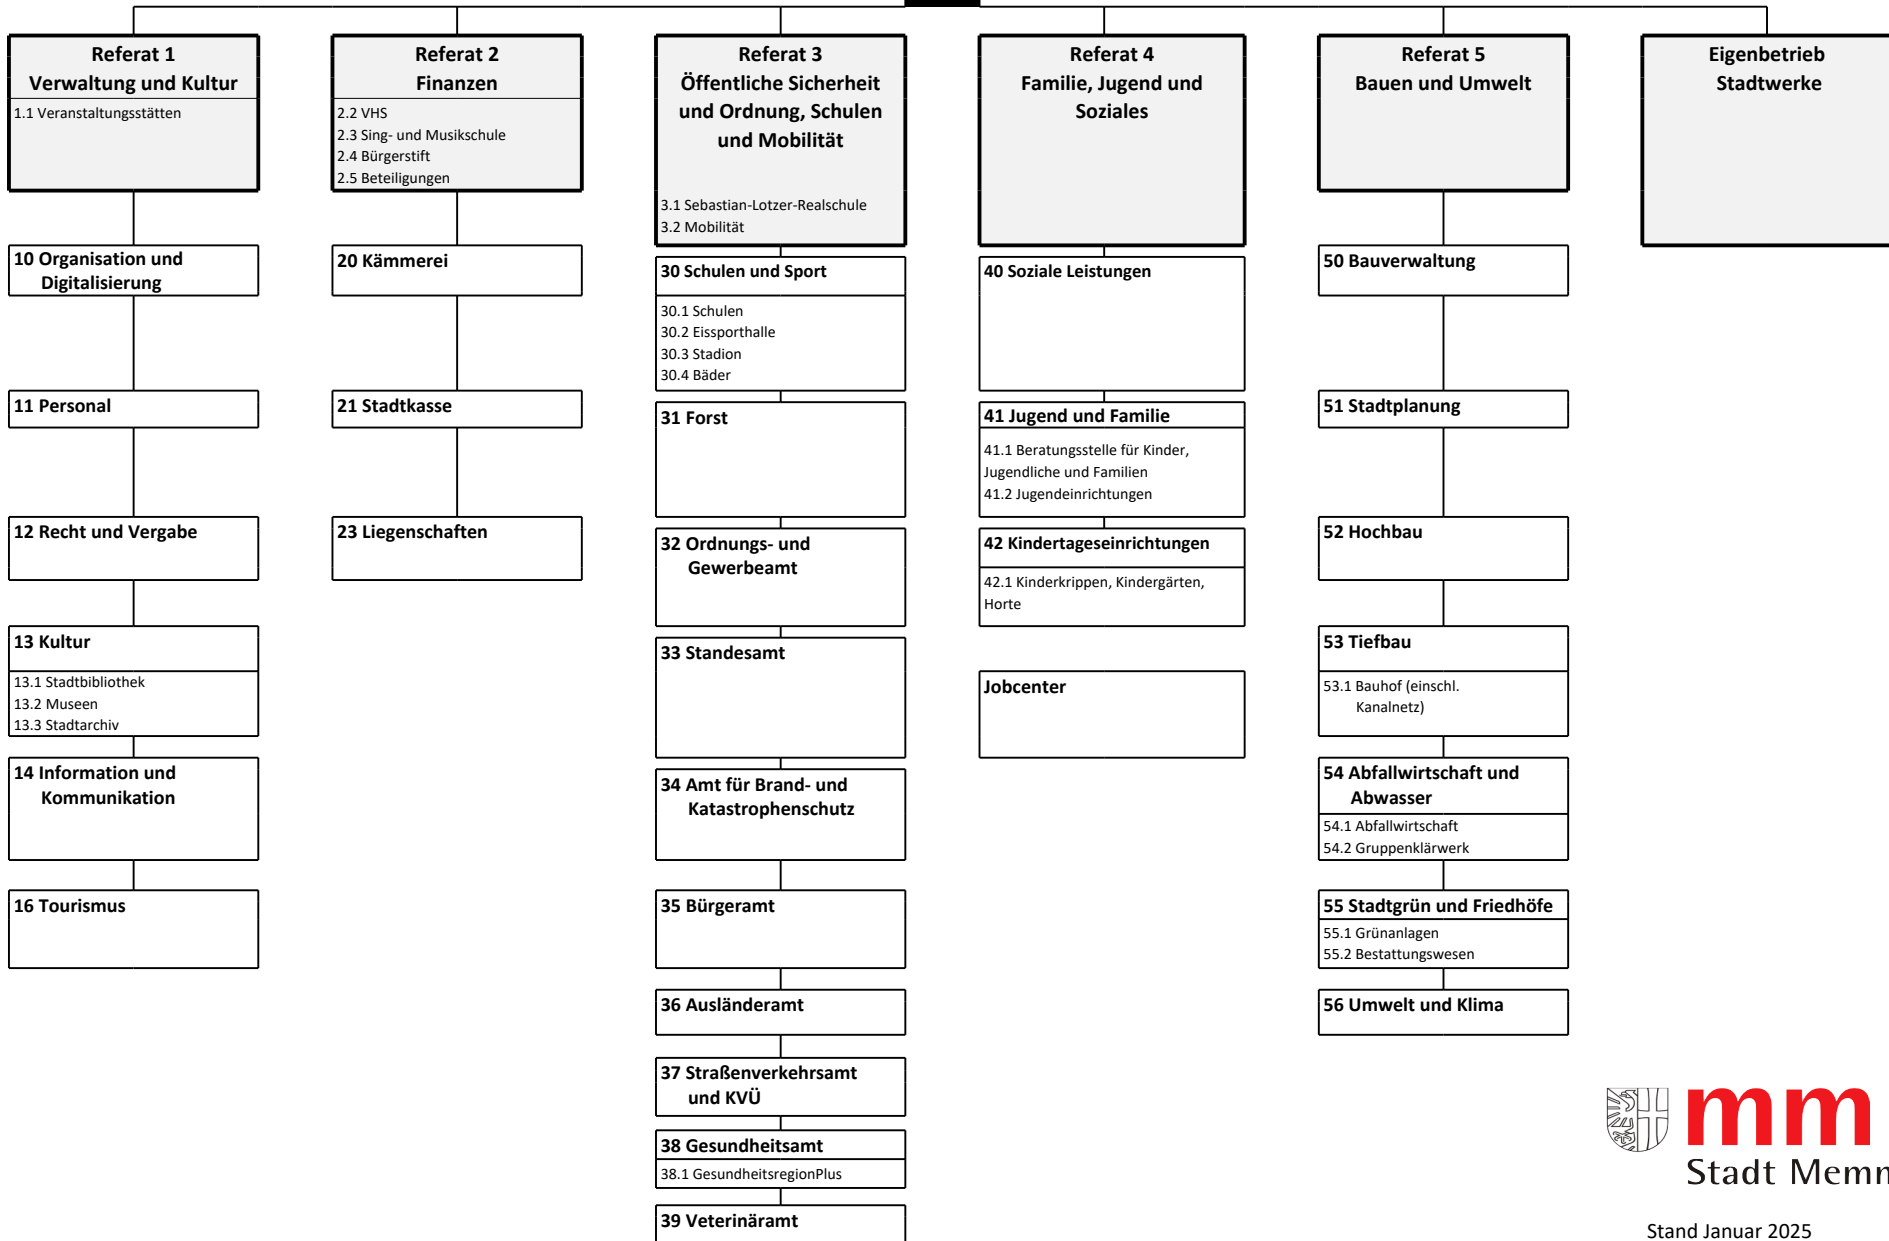 Referat 1
Verwaltung und Kultur
1.1 Veranstaltungsstätten
10 Organisation und
Digitalisierung
11 Personal
12 Recht und Vergabe
13 Kultur
13.1 Stadtbibliothek
13.2 Museen
13.3 Stadtarchiv
14 Information und
Kommunikation
16 Tourismus
Referat 2
Finanzen
2.2 VHS
2.3 Sing- und Musikschule
2.4 Bürgerstift
2.5 Beteiligungen
20 Kämmerei
21 Stadtkasse
23 Liegenschaften
Referat 3
Öffentliche Sicherheit
und Ordnung, Schulen
und Mobilität
3.1 Sebastian-Lotzer-Realschule
3.2 Mobilität
30 Schulen und Sport
30.1 Schulen
30.2 Eissporthalle
30.3 Stadion
30.4 Bäder
31 Forst
32 Ordnungs- und
Gewerbeamt
33 Standesamt
34 Amt für Brand- und
Katastrophenschutz
35 Bürgeramt
36 Ausländeramt
37 Straßenverkehrsamt
und KVÜ
38 Gesundheitsamt
38.1 GesundheitsregionPlus
39 Veterinäramt
Referat 4
Familie, Jugend und
Soziales
40 Soziale Leistungen
41 Jugend und Familie
41.1 Beratungsstelle für Kinder,
Jugendliche und Familien
41.2 Jugendeinrichtungen
42 Kindertageseinrichtungen
42.1 Kinderkrippen, Kindergärten,
Horte
Jobcenter
Referat 5
Bauen und Umwelt
50 Bauverwaltung
51 Stadtplanung
52 Hochbau
53 Tiefbau
53.1 Bauhof (einschl.
Kanalnetz)
54 Abfallwirtschaft und
Abwasser
54.1 Abfallwirtschaft
54.2 Gruppenklärwerk
55 Stadtgrün und Friedhöfe
55.1 Grünanlagen
55.2 Bestattungswesen
56 Umwelt und Klima
Eigenbetrieb
Stadtwerke
mm
Stadt Memm
Stand Januar 2025